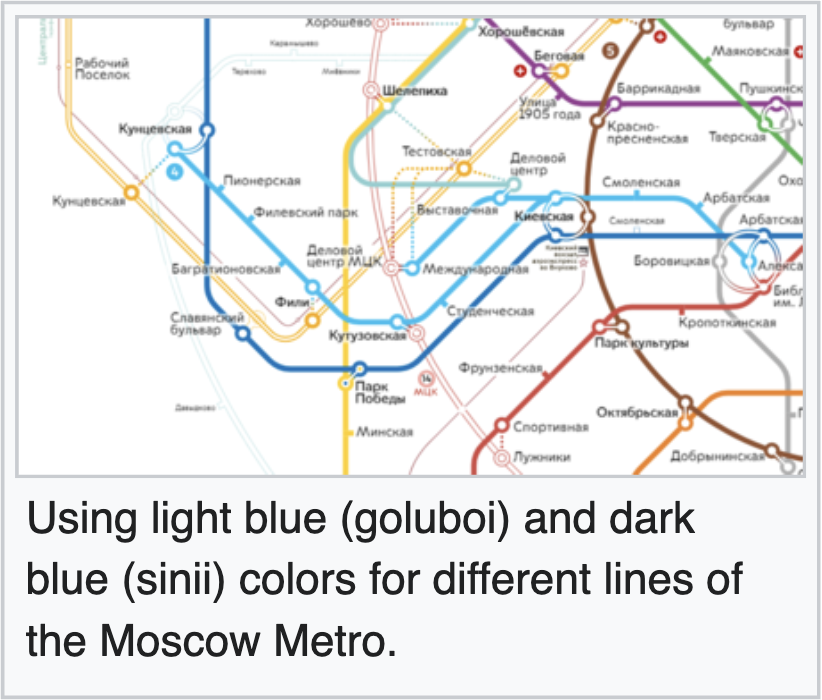 Хорошёво
Хорошёвская
бульвар
5
Маяковская
Рабочий
Поселок
Беговая
Шелепиха
Баррикадная
Пушкинск
Улица
1905 года
Кунцевская
Красно-
пресненская
Тверская
Тестовская
Деловой
центр
4
Пионерская
Смоленская
Охо
Кунцевская
Филевский парк
Выставочная
Киевская
Арбатская
Смоленская
Арбатска
Деловой
центр МЦК
Багратионовская
Международная
Боровицкая
Алекса
Фили
Студенческая
Библ
им. Л
Славянский
бульвар
Кутузовская
Кропоткинская
Парк культуры
Парк
Победы
14
МЦК
Фрунзенская
Давыдково
Октябрьская
Минская
Спортивная
Лужники
Добрынинская
Using light blue (goluboi) and dark
blue (sinii) colors for different lines of
the Moscow Metro.